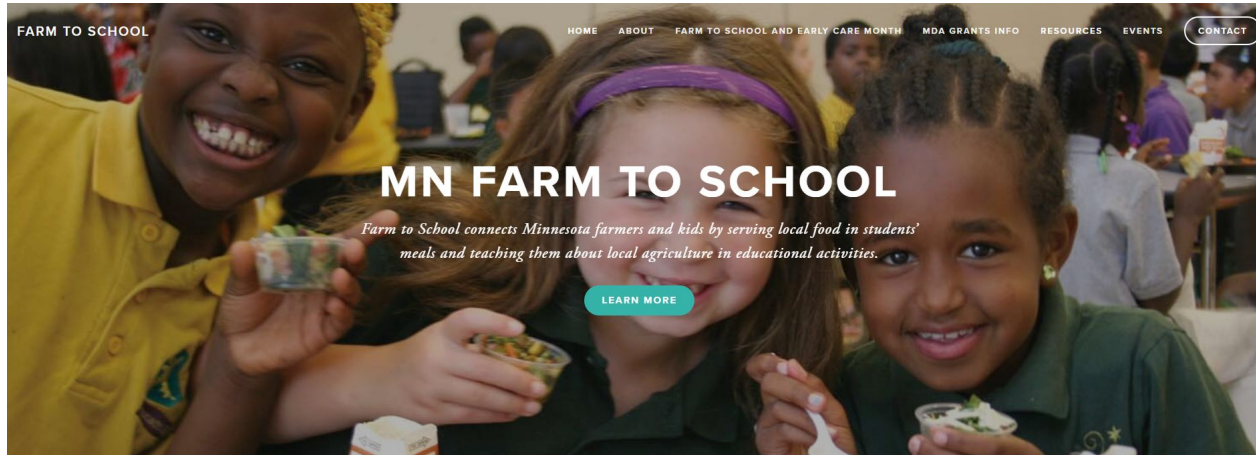 FARM TO SCHOOL
HOME ABOUT FARM TO SCHOOL AND EARLY CARE MONTH MDA GRANTS INFO RESOURCES EVENTS CONTACT
MN FARM TO SCHOOL
Farm to School connects Minnesota farmers and kids by serving local food in students'
meals and teaching them about local agriculture in educational activities.
LEARN MORE